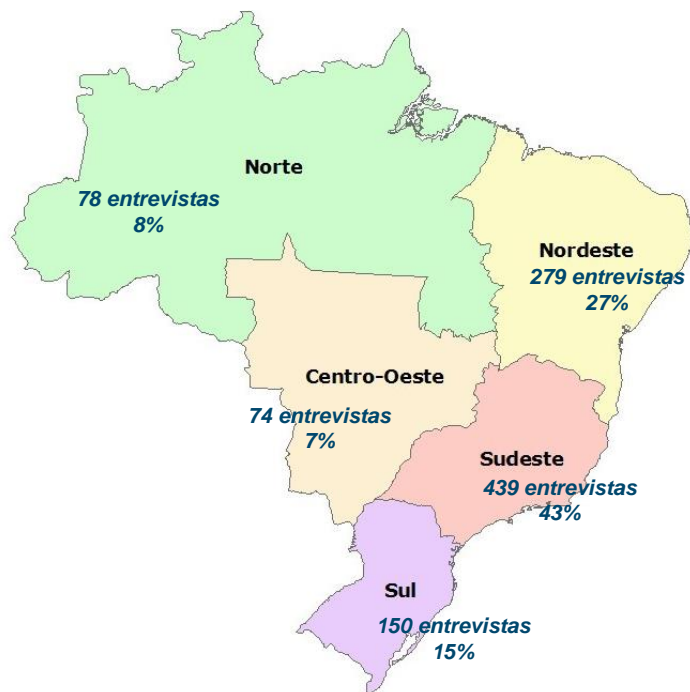 Norte
78 entrevistas
8%
Nordeste
279 entrevistas
27%
Centro-Oeste
74 entrevistas
7%
Sudeste
439 entrevistas
43%
Sul
150 entrevistas
15%